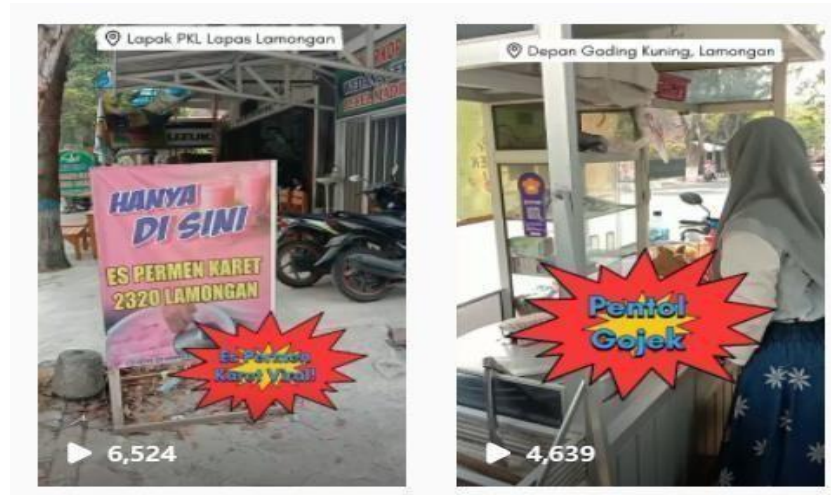 Lapak PKL Lapas Lamongan
SUZUKI
HANYA
DI SINI
ES PERMEN KARET
2320 LAMONGAN
Es Permen
Karet Viral!
6,524
Depan Gading Kuning, Lamongan
Pentol
Gojek
4,639